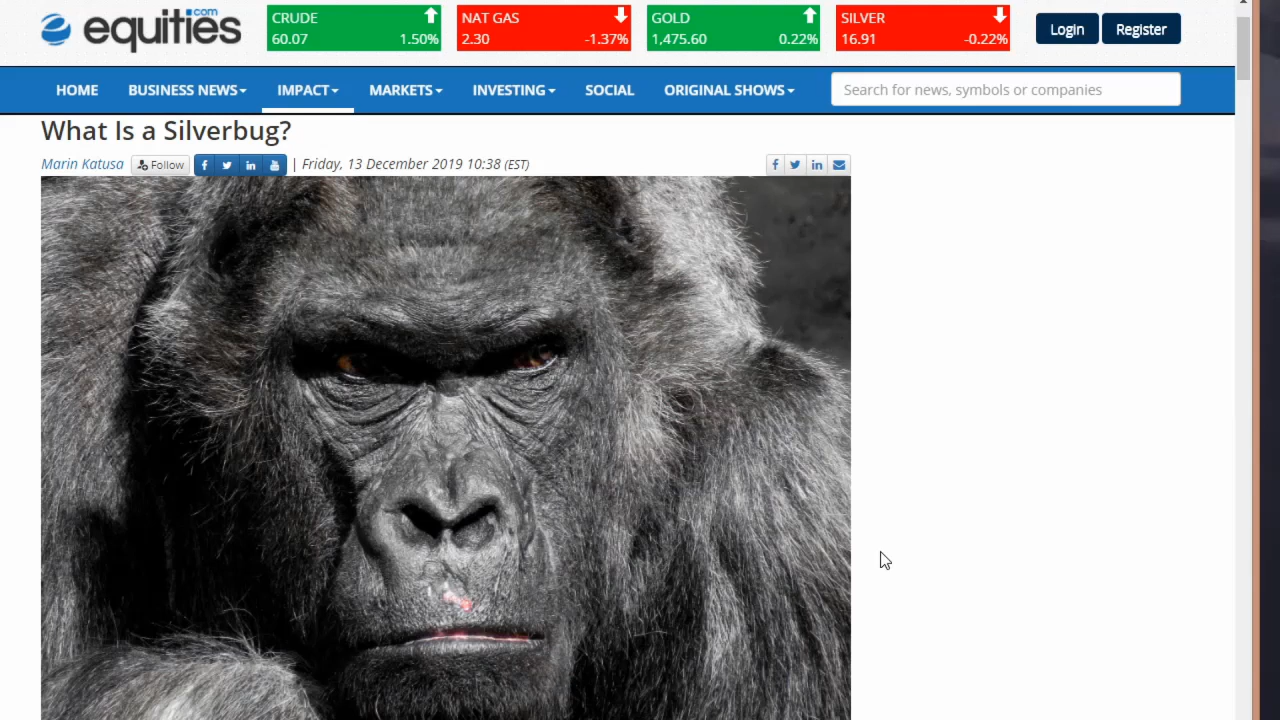 equities.com
CRUDE
60.07 1.50%
NAT GAS
2.30 -1.37%
GOLD
1,475.60 0.22%
SILVER
16.91 -0.22%
Login
Register
HOME BUSINESS NEWS IMPACT MARKETS INVESTING SOCIAL ORIGINAL SHOWS Search for news, symbols or companies
What Is a Silverbug?
Marin Katusa Follow | Friday, 13 December 2019 10:38 (EST)